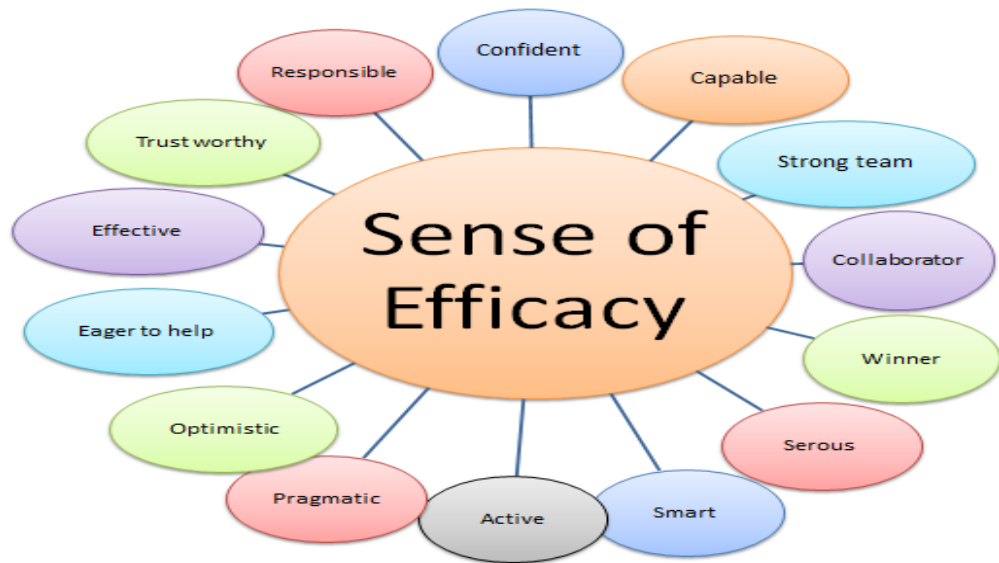 Sense of
Efficacy
Confident
Capable
Strong team
Collaborator
Winner
Serous
Smart
Active
Pragmatic
Optimistic
Eager to help
Effective
Trust worthy
Responsible